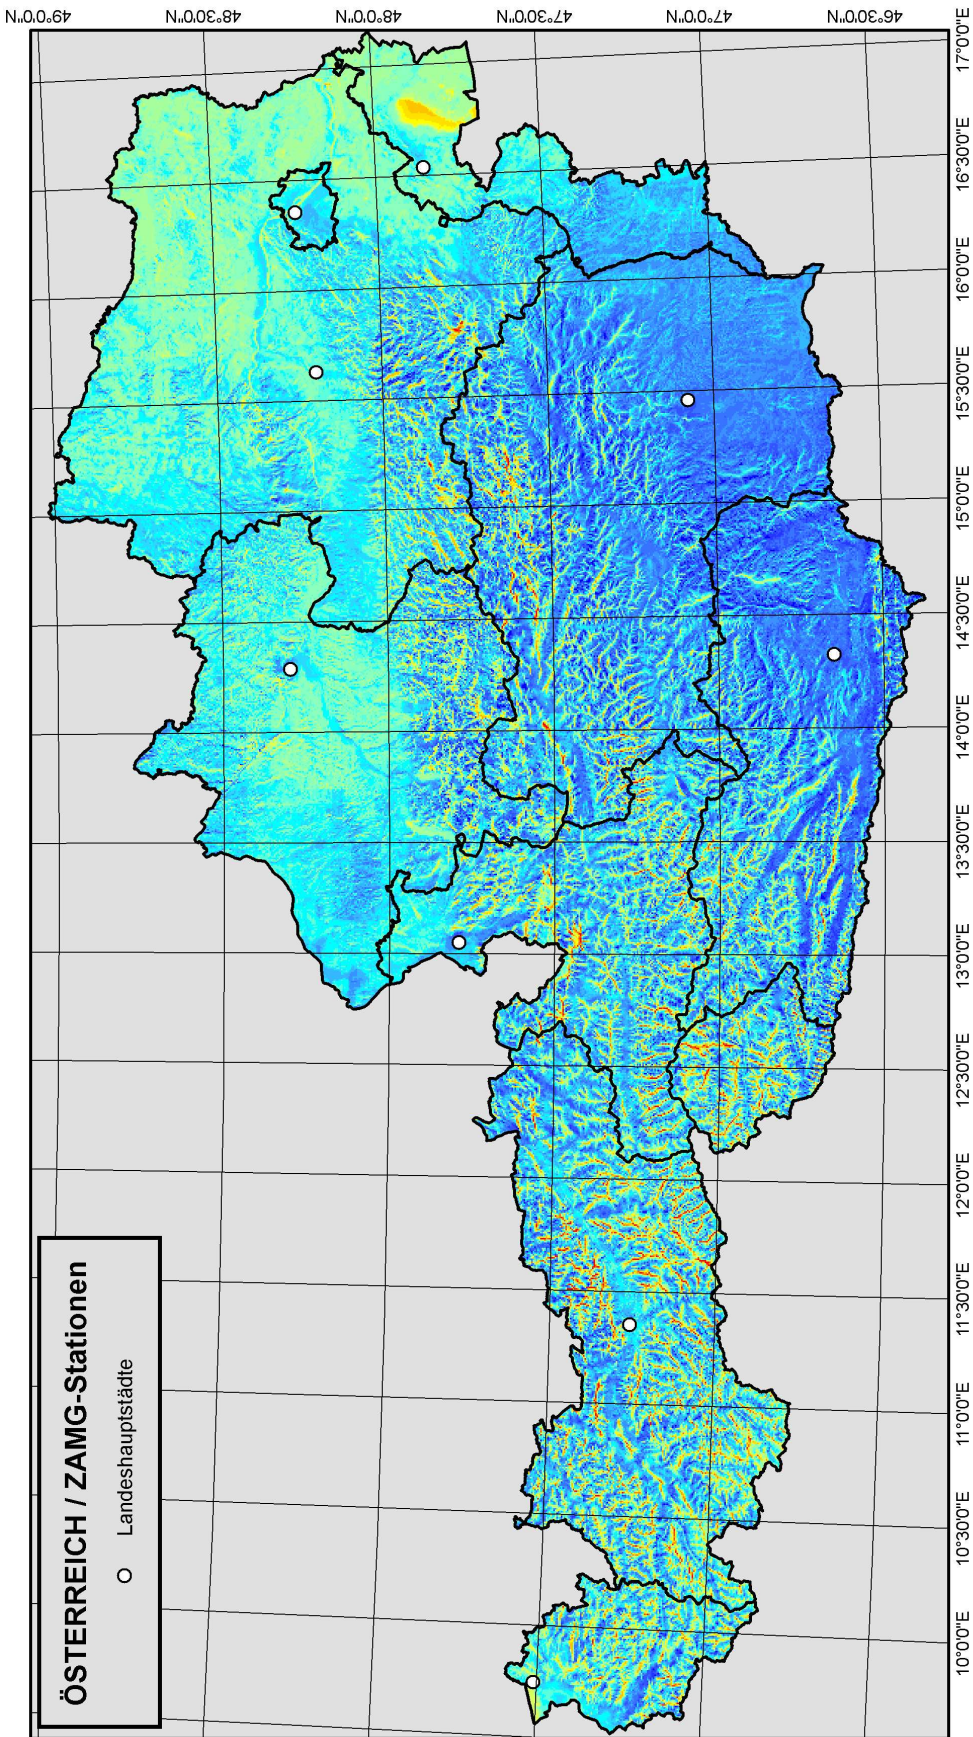 ÖSTERREICH / ZAMG-Stationen
Landeshauptstädte
49°0'0"N
48°30'0"N
48°0'0"N
47°30'0"N
47°0'0"N
46°30'0"N
10°0'0"E
10°30'0"E
11°0'0"E
11°30'0"E
12°0'0"E
12°30'0"E
13°0'0"E
13°30'0"E
14°0'0"E
14°30'0"E
15°0'0"E
15°30'0"E
16°0'0"E
16°30'0"E
17°0'0"E